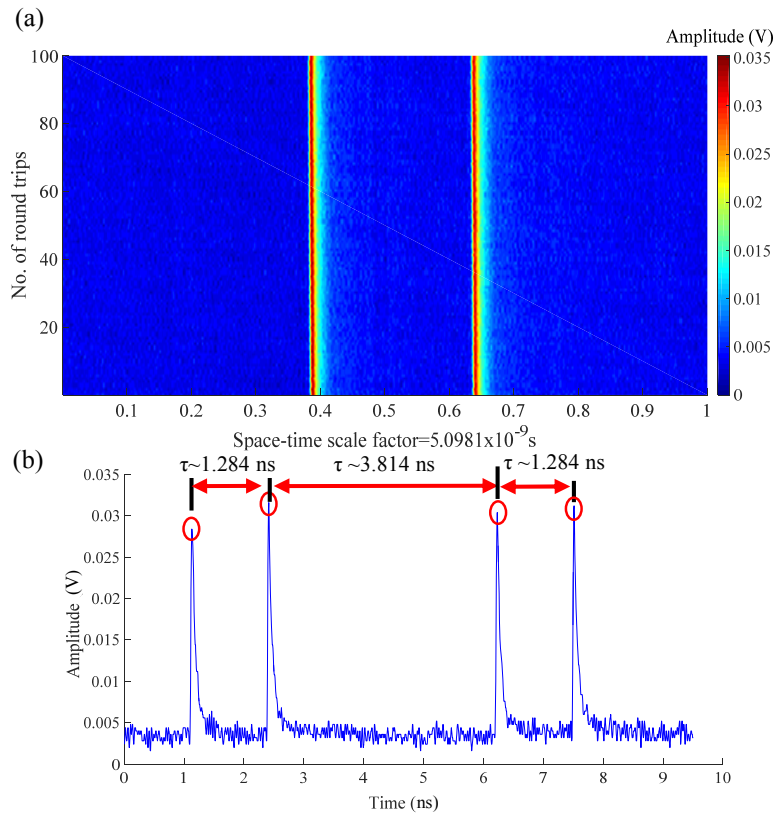 (a)
Amplitude (V)
100
80
60
40
20
No. of round trips
0.035
0.03
0.025
0.02
0.015
0.01
0.005
0
0.1 0.2 0.3 0.4 0.5 0.6 0.7 0.8 0.9 1
Space-time scale factor=5.0981x10⁻⁹s
(b)
τ~1.284 ns τ ~3.814 ns τ ~1.284 ns
0.035
0.03
0.025
0.02
0.015
0.01
0.005
0
Amplitude (V)
0 1 2 3 4 5 6 7 8 9 10
Time (ns)